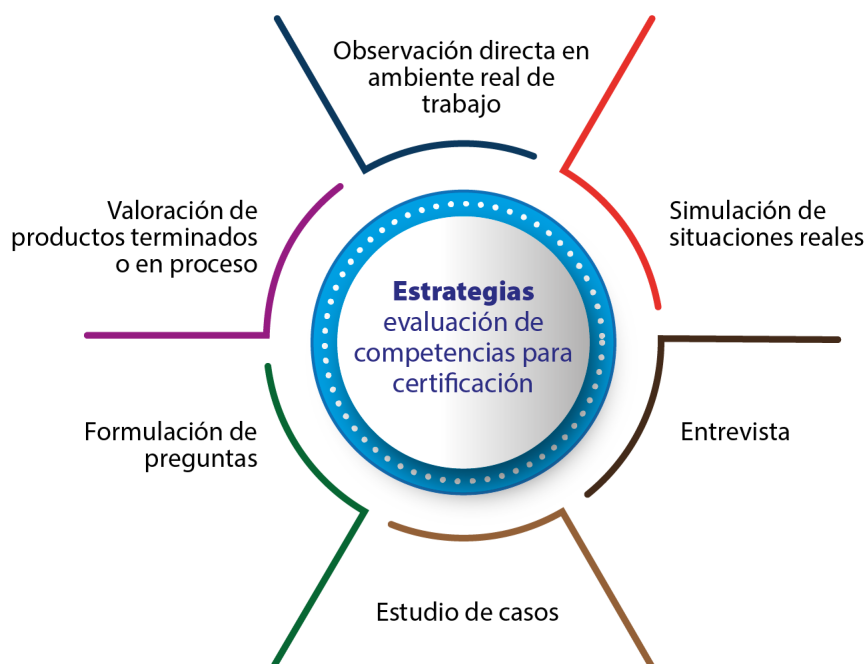 Observación directa en
ambiente real de
trabajo
Valoración de
productos terminados
o en proceso
Simulación de
situaciones reales
Estrategias
evaluación de
competencias para
certificación
Formulación de
preguntas
Entrevista
Estudio de casos